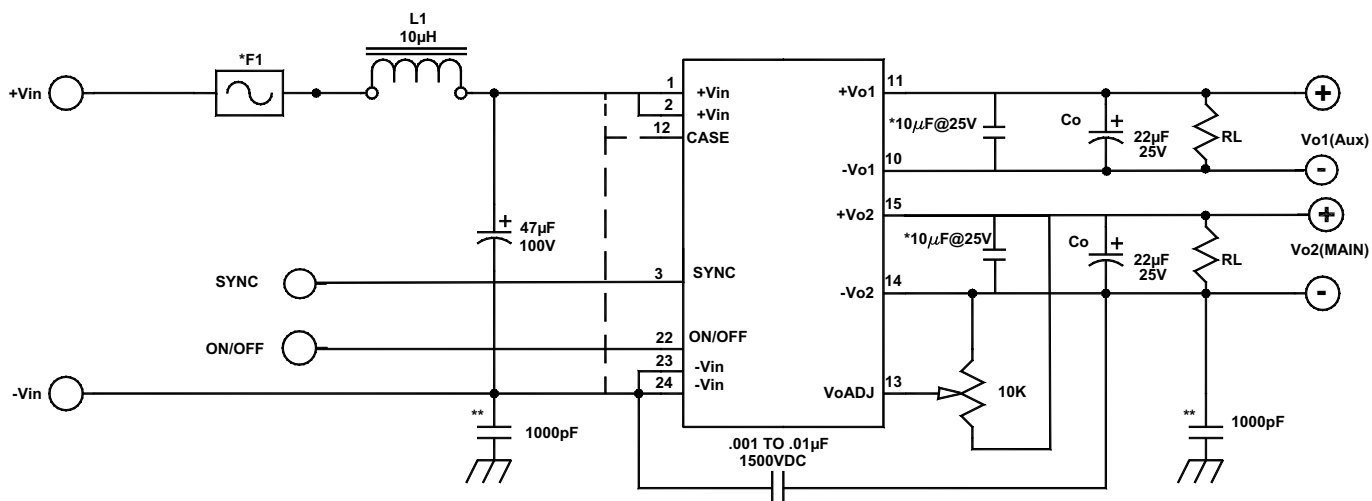 L1
10µH
*F1
+Vin
1
+Vin
2
+Vin
12
CASE
47µF
100V
SYNC
3
SYNC
ON/OFF
22
ON/OFF
23
-Vin
24
-Vin
-Vin
**
1000pF
.001 TO .01µF
1500VDC
11
+Vo1
*10µF@25V
Co
+
22µF
25V
RL
+
Vo1(Aux)
10
-Vo1
-
15
+Vo2
*10µF@25V
Co
+
22µF
25V
RL
+
Vo2(MAIN)
14
-Vo2
-
13
VoADJ
10K
**
1000pF
+